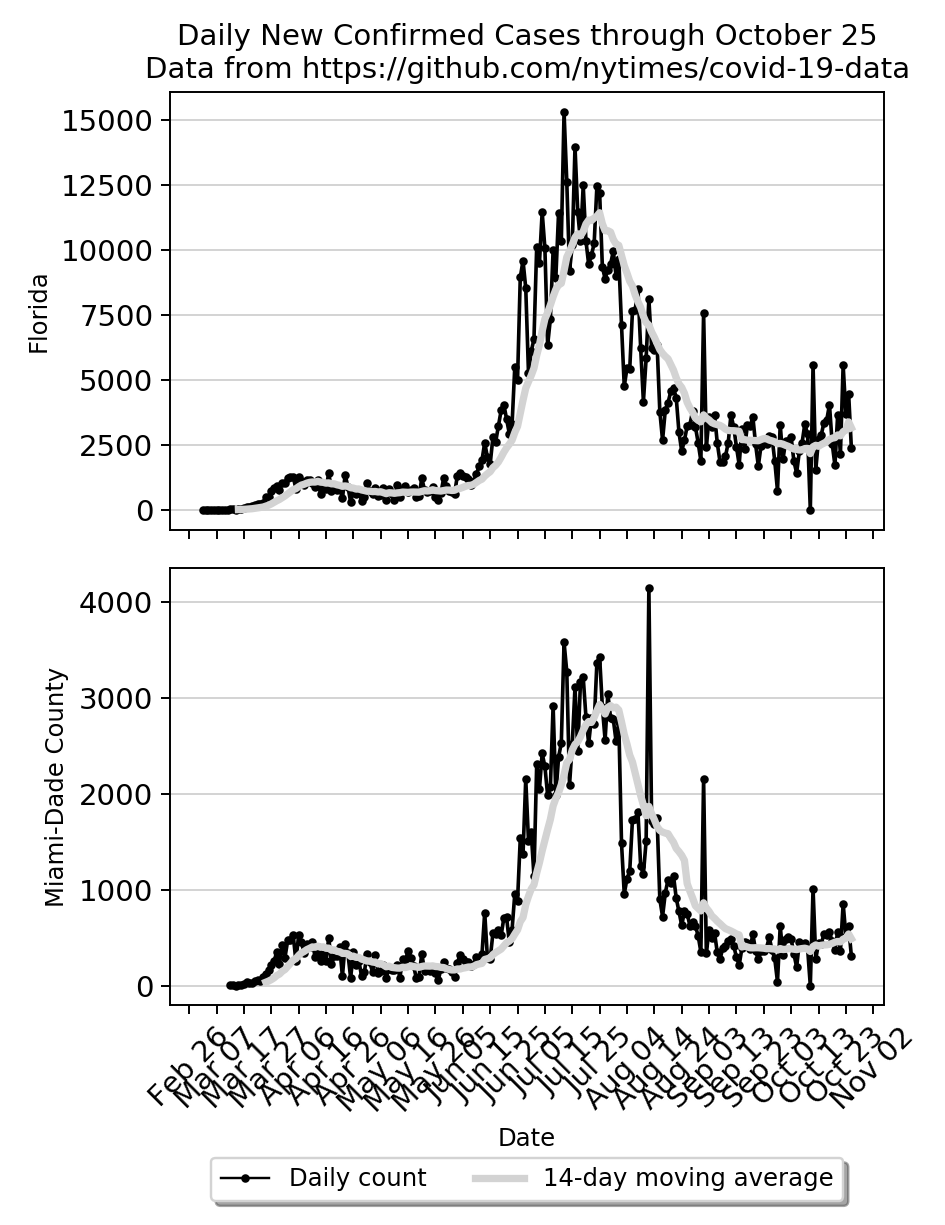 Daily New Confirmed Cases through October 25
Data from https://github.com/nytimes/covid-19-data
15000
12500
10000
7500
5000
2500
0
Florida
4000
3000
2000
1000
0
Miami-Dade County
Feb 26
Mar 07
Mar 17
Mar 27
Apr 06
Apr 16
Apr 26
May 06
May 16
May 26
Jun 05
Jun 15
Jun 25
Jul 05
Jul 15
Jul 25
Aug 04
Aug 14
Aug 24
Sep 03
Sep 13
Sep 23
Oct 03
Oct 13
Oct 23
Nov 02
Date
Daily count
14-day moving average